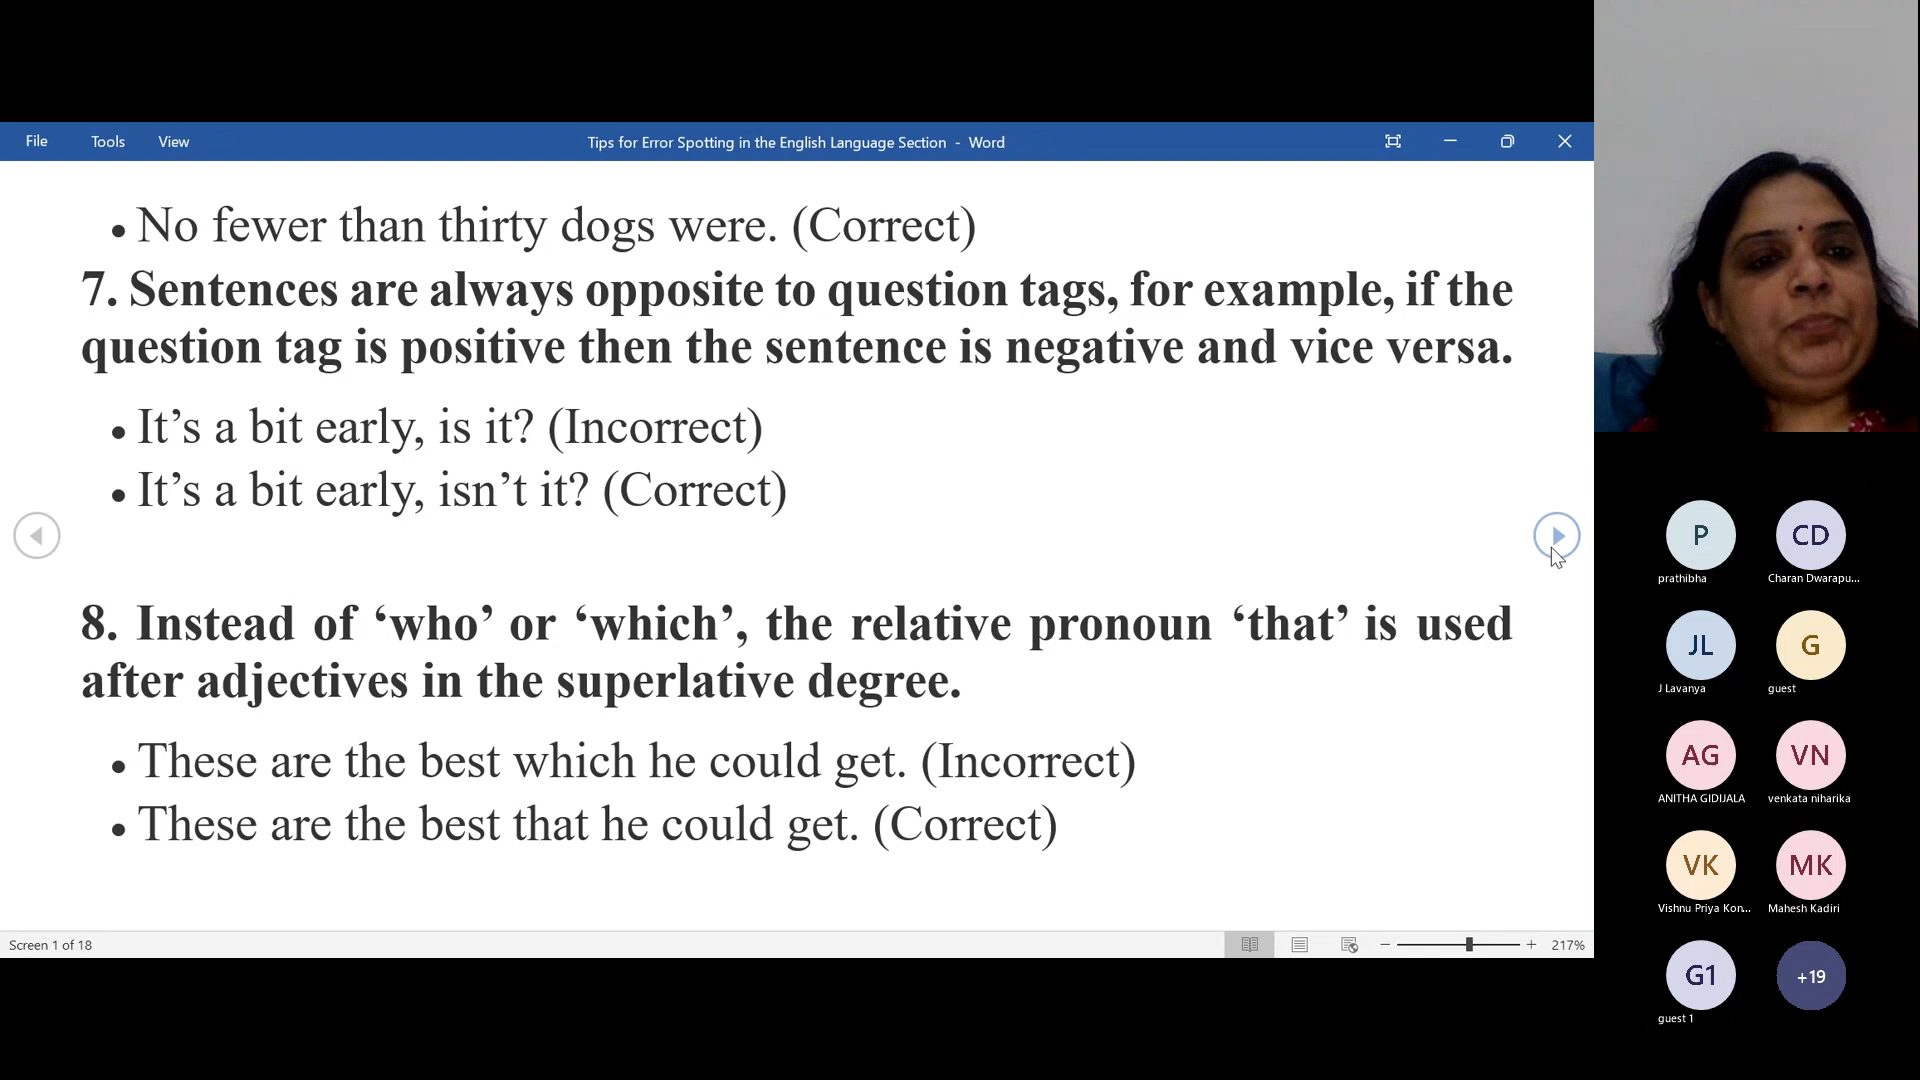 File Tools View Tips for Error Spotting in the English Language Section - Word
• No fewer than thirty dogs were. (Correct)
7. Sentences are always opposite to question tags, for example, if the
question tag is positive then the sentence is negative and vice versa.
• It’s a bit early, is it? (Incorrect)
• It’s a bit early, isn’t it? (Correct)
8. Instead of ‘who’ or ‘which’, the relative pronoun ‘that’ is used
after adjectives in the superlative degree.
• These are the best which he could get. (Incorrect)
• These are the best that he could get. (Correct)
Screen 1 of 18
217%
P CD
prathibha Charan Dwarapu...
JL G
J Lavanya guest
AG VN
ANITHA GIDIJALA venkata niharika
VK MK
Vishnu Priya Kon... Mahesh Kadiri
G1 +19
guest 1